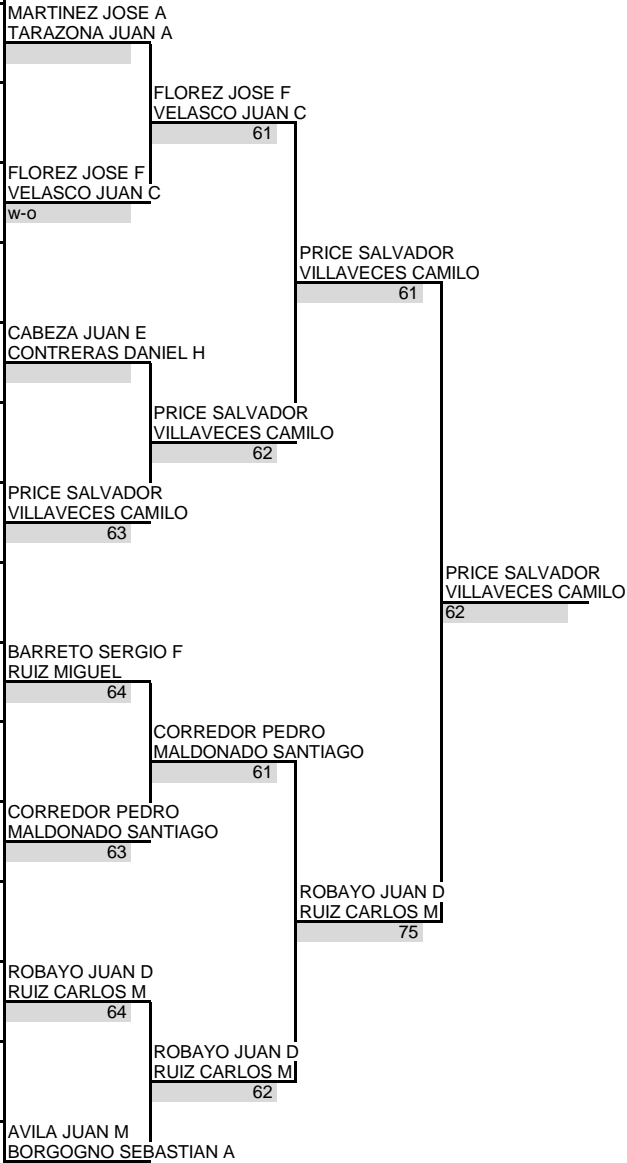 MARTINEZ JOSE A
TARAZONA JUAN A
FLOREZ JOSE F
VELASCO JUAN C
61
FLOREZ JOSE F
VELASCO JUAN C
w-o
PRICE SALVADOR
VILLAVECES CAMILO
61
CABEZA JUAN E
CONTRERAS DANIEL H
PRICE SALVADOR
VILLAVECES CAMILO
62
PRICE SALVADOR
VILLAVECES CAMILO
63
PRICE SALVADOR
VILLAVECES CAMILO
62
BARRETO SERGIO F
RUIZ MIGUEL
64
CORREDOR PEDRO
MALDONADO SANTIAGO
61
CORREDOR PEDRO
MALDONADO SANTIAGO
63
ROBAYO JUAN D
RUIZ CARLOS M
75
ROBAYO JUAN D
RUIZ CARLOS M
64
ROBAYO JUAN D
RUIZ CARLOS M
62
AVILA JUAN M
BORGOGNO SEBASTIAN A